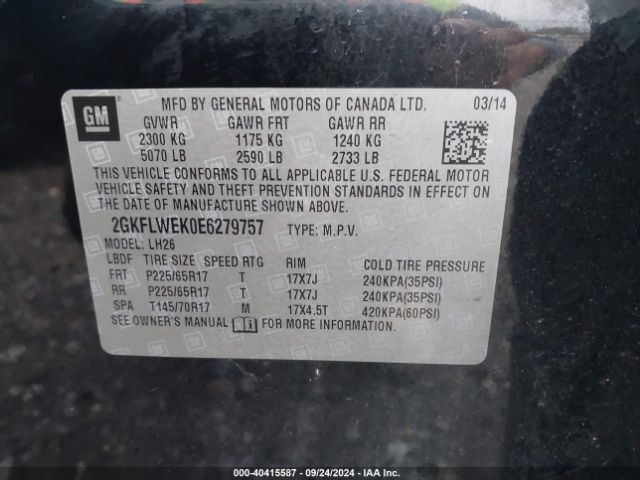 GM
MFD BY GENERAL MOTORS OF CANADA LTD. 03/14
GVWR GAWR FRT GAWR RR
2300 KG 1175 KG 1240 KG
5070 LB 2590 LB 2733 LB
THIS VEHICLE CONFORMS TO ALL APPLICABLE U.S. FEDERAL MOTOR
VEHICLE SAFETY AND THEFT PREVENTION STANDARDS IN EFFECT ON
THE DATE OF MANUFACTURE SHOWN ABOVE.
2GKFLWEK0E6279757 TYPE: M.P.V.
MODEL: LH26
LBDF TIRE SIZE SPEED RTG RIM COLD TIRE PRESSURE
FRT P225/65R17 T 17X7J 240KPA(35PSI)
RR P225/65R17 T 17X7J 240KPA(35PSI)
SPA T145/70R17 M 17X4.5T 420KPA(60PSI)
SEE OWNER'S MANUAL FOR MORE INFORMATION.
000-40415587 - 09/24/2024 - IAA Inc.